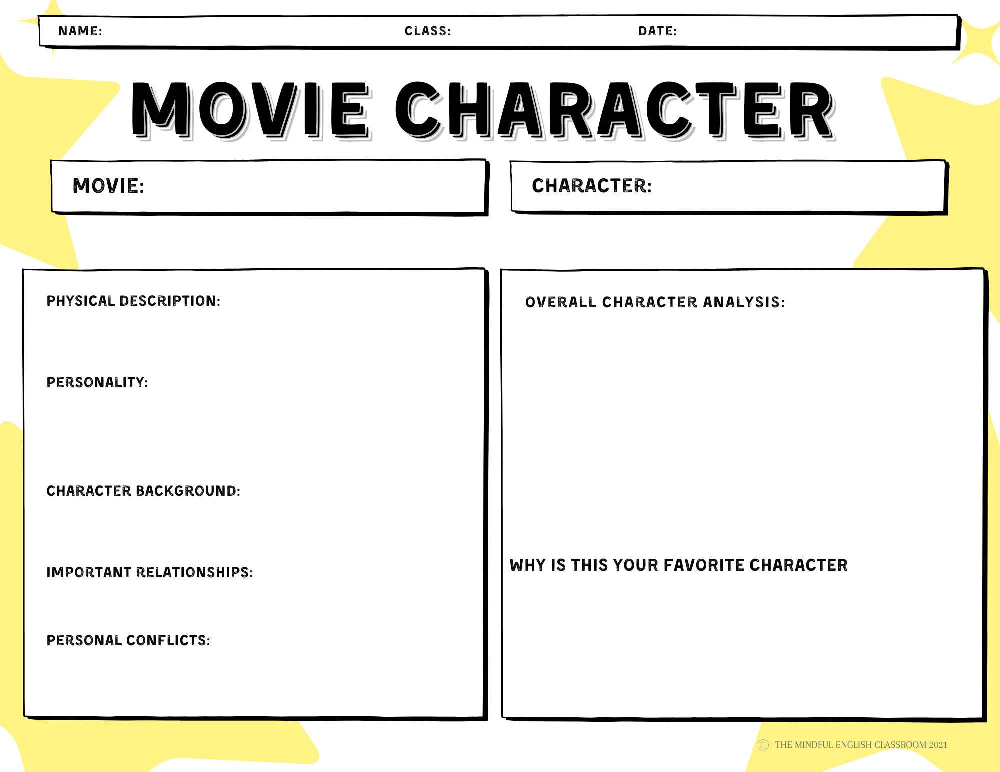 NAME: CLASS: DATE:
MOVIE CHARACTER
MOVIE: CHARACTER:
PHYSICAL DESCRIPTION:
PERSONALITY:
CHARACTER BACKGROUND:
IMPORTANT RELATIONSHIPS:
PERSONAL CONFLICTS:
OVERALL CHARACTER ANALYSIS:
WHY IS THIS YOUR FAVORITE CHARACTER
© THE MINDFUL ENGLISH CLASSROOM 2021